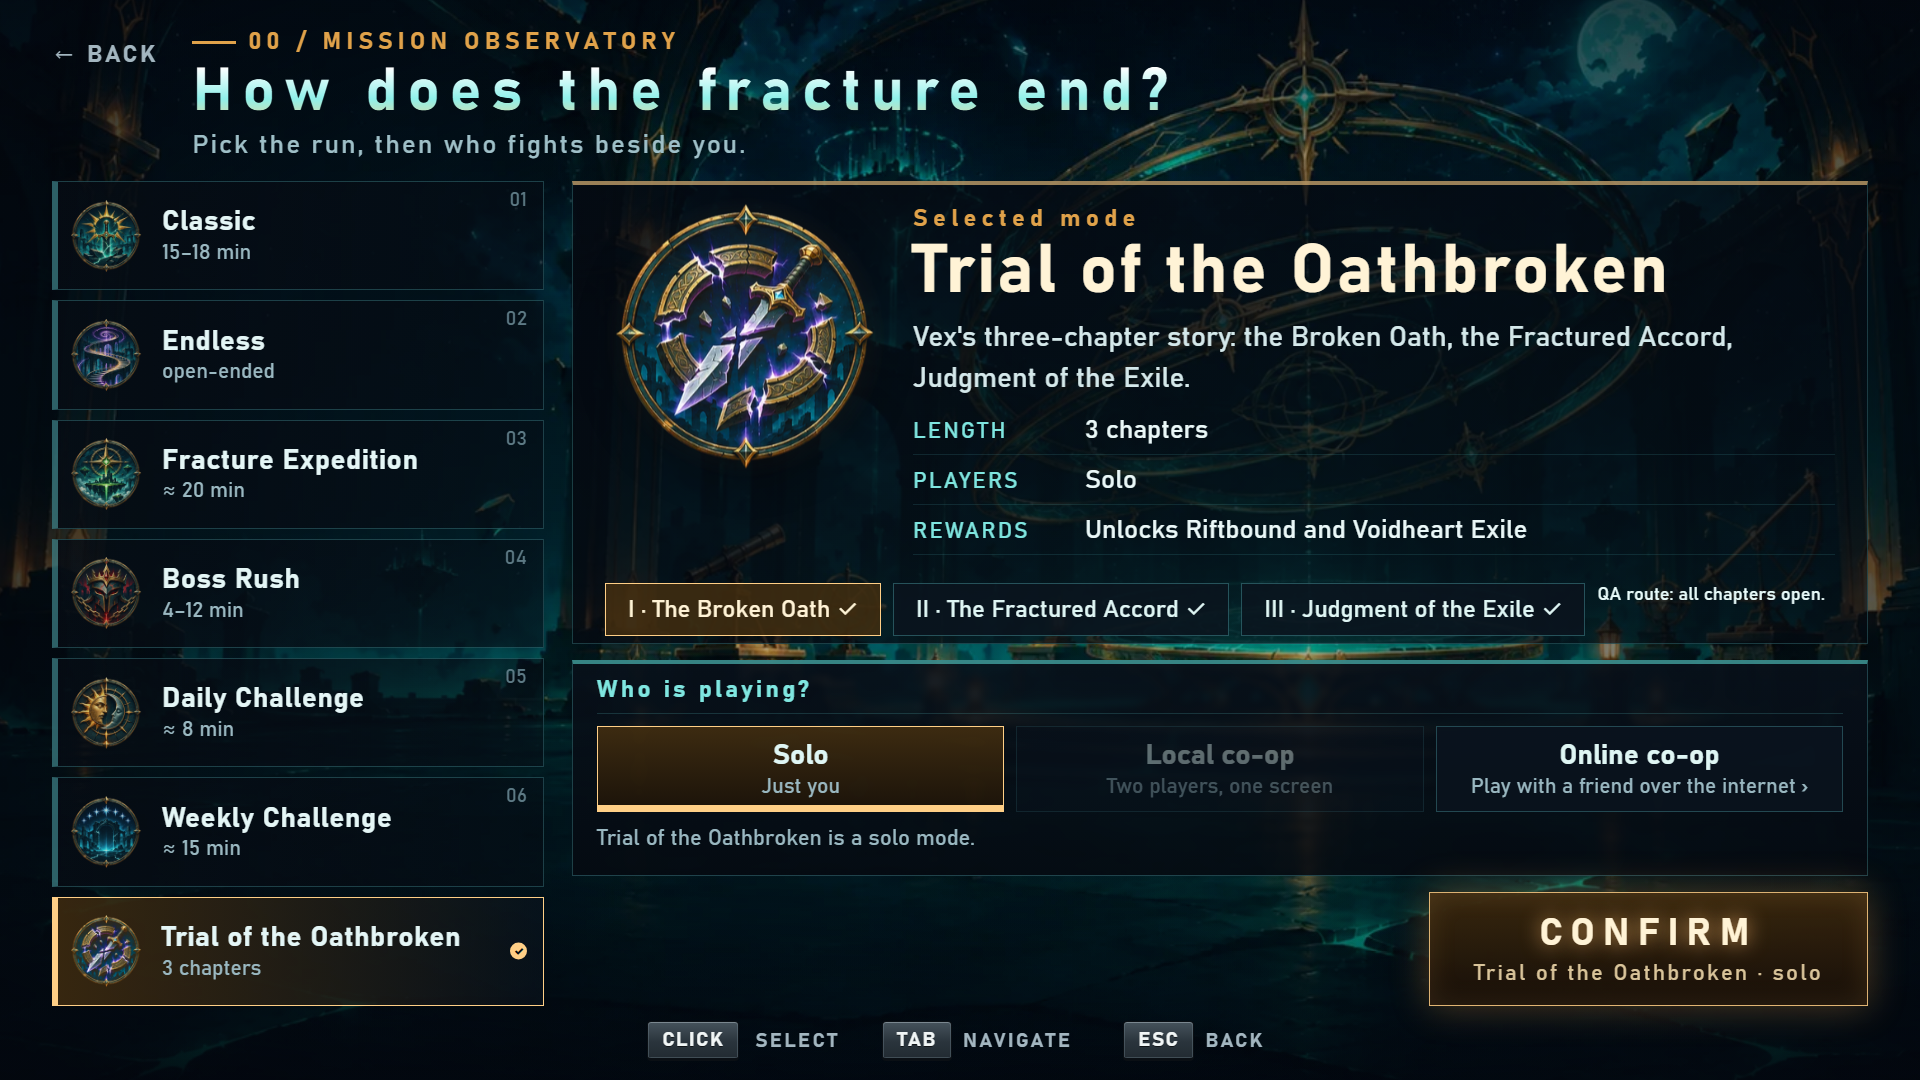 ← BACK
00 / MISSION OBSERVATORY
How does the fracture end?
Pick the run, then who fights beside you.
01
Classic
15–18 min
02
Endless
open-ended
03
Fracture Expedition
≈ 20 min
04
Boss Rush
4–12 min
05
Daily Challenge
≈ 8 min
06
Weekly Challenge
≈ 15 min
Trial of the Oathbroken
3 chapters
Selected mode
Trial of the Oathbroken
Vex's three-chapter story: the Broken Oath, the Fractured Accord,
Judgment of the Exile.
LENGTH 3 chapters
PLAYERS Solo
REWARDS Unlocks Riftbound and Voidheart Exile
I · The Broken Oath ✓ II · The Fractured Accord ✓ III · Judgment of the Exile ✓ QA route: all chapters open.
Who is playing?
Solo
Just you
Local co-op
Two players, one screen
Online co-op
Play with a friend over the internet ›
Trial of the Oathbroken is a solo mode.
CONFIRM
Trial of the Oathbroken · solo
CLICK SELECT TAB NAVIGATE ESC BACK